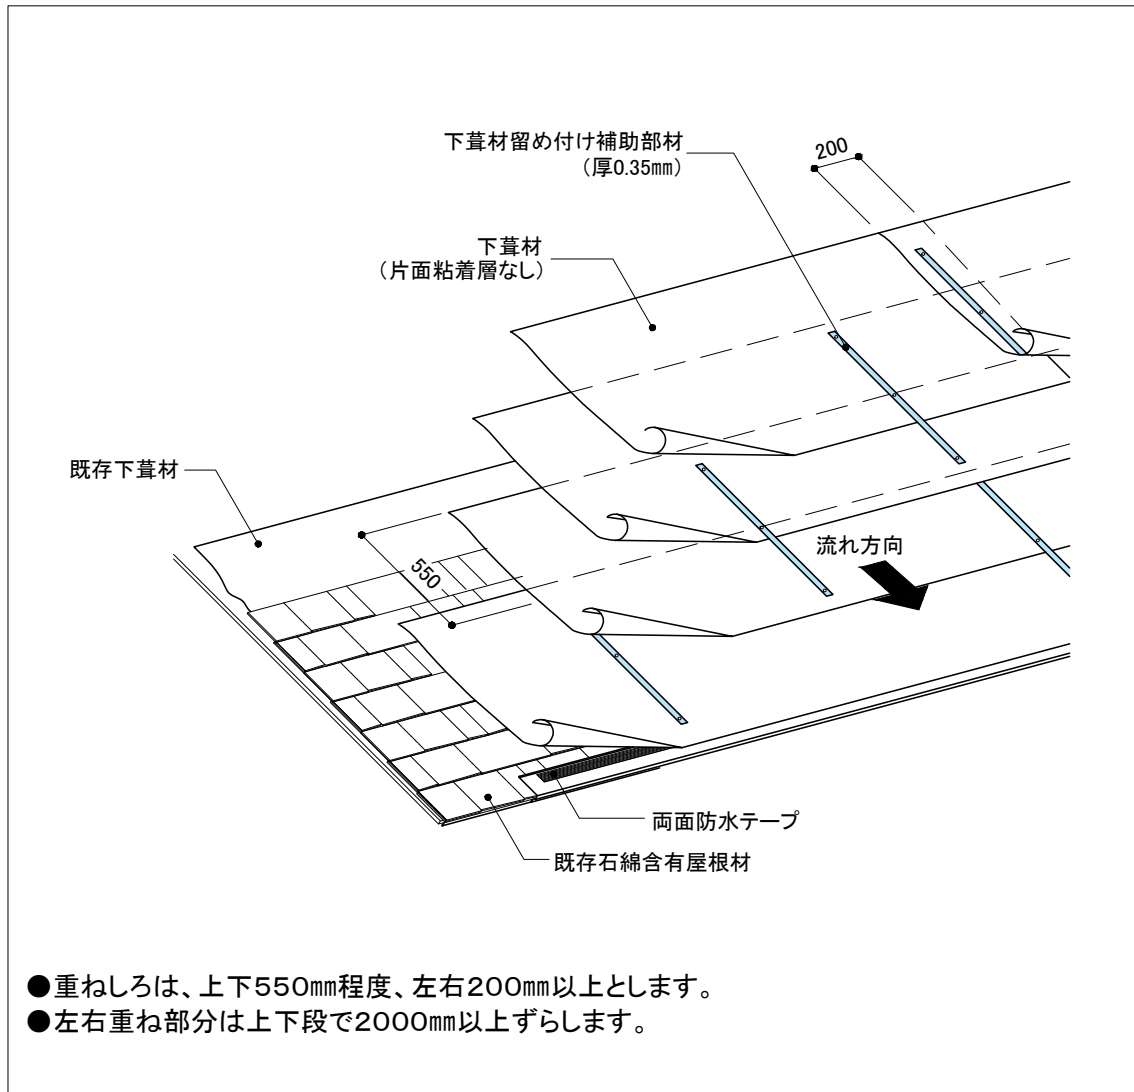 下葺材留め付け補助部材
（厚0.35㎜）
200
下葺材
（片面粘着層なし）
既存下葺材
流れ方向
550
両面防水テープ
既存石綿含有屋根材
●重ねしろは、上下550㎜程度、左右200㎜以上とします。
●左右重ね部分は上下段で2000㎜以上ずらします。